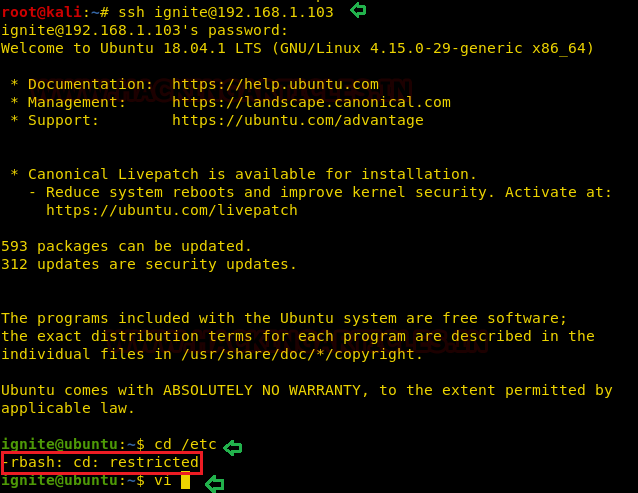 root@kali:~# ssh ignite@192.168.1.103
ignite@192.168.1.103's password:
Welcome to Ubuntu 18.04.1 LTS (GNU/Linux 4.15.0-29-generic x86_64)
* Documentation: https://help.ubuntu.com
* Management: https://landscape.canonical.com
* Support: https://ubuntu.com/advantage
* Canonical Livepatch is available for installation.
- Reduce system reboots and improve kernel security. Activate at:
https://ubuntu.com/livepatch
593 packages can be updated.
312 updates are security updates.
The programs included with the Ubuntu system are free software;
the exact distribution terms for each program are described in the
individual files in /usr/share/doc/*/copyright.
Ubuntu comes with ABSOLUTELY NO WARRANTY, to the extent permitted by
applicable law.
ignite@ubuntu:~$ cd /etc
-rbash: cd: restricted
ignite@ubuntu:~$ vi